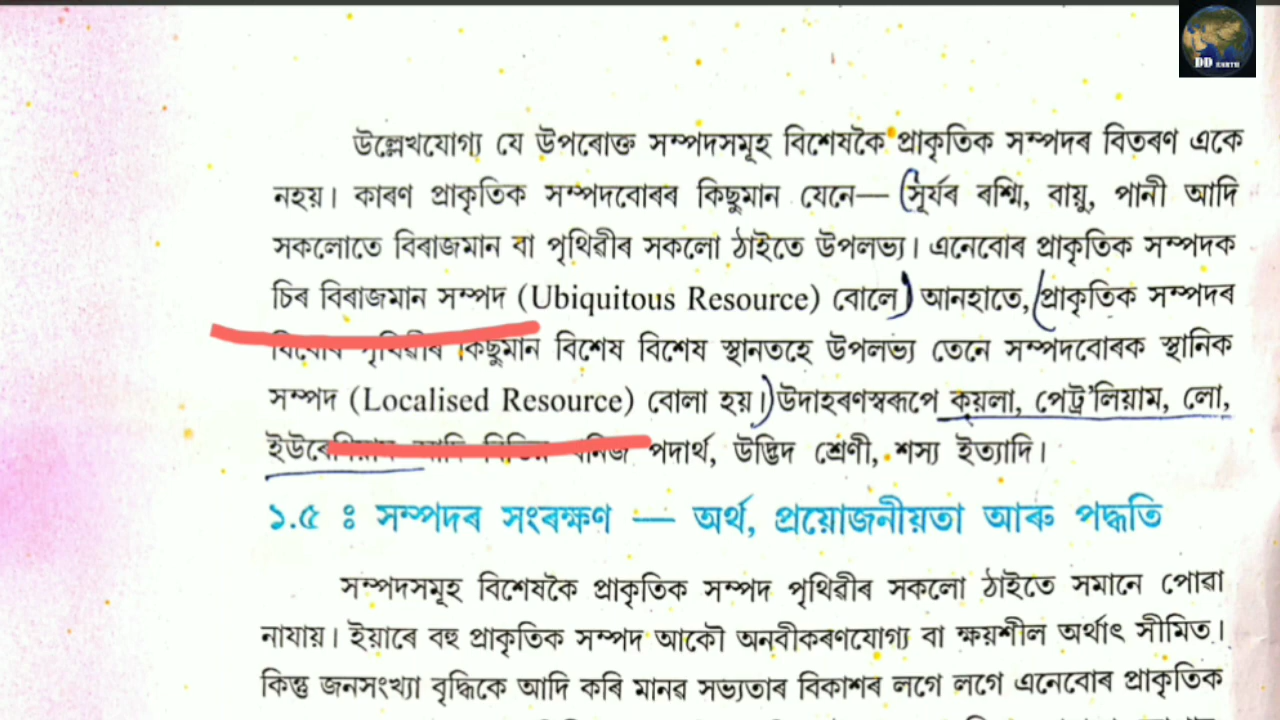 DD EARTH
উল্লেখযোগ্য যে উপৰোক্ত সম্পদসমূহ বিশেষকৈ প্ৰাকৃতিক সম্পদৰ বিতৰণ একে
নহয়। কাৰণ প্ৰাকৃতিক সম্পদবোৰৰ কিছুমান যেনে— সূৰ্যৰ ৰশ্মি, বায়ু, পানী আদি
সকলোতে বিৰাজমান বা পৃথিৱীৰ সকলো ঠাইতে উপলভ্য। এনেবোৰ প্ৰাকৃতিক সম্পদক
চিৰ বিৰাজমান সম্পদ (Ubiquitous Resource) বোলে। আনহাতে, প্ৰাকৃতিক সম্পদৰ
যিবোৰ পৃথিৱীৰ কিছুমান বিশেষ বিশেষ স্থানতহে উপলভ্য তেনে সম্পদবোৰক স্থানিক
সম্পদ (Localised Resource) বোলা হয়। উদাহৰণস্বৰূপে কয়লা, পেট্ৰ'লিয়াম, লো,
পদাৰ্থ, উদ্ভিদ শ্ৰেণী, শস্য ইত্যাদি।
১.৫ ঃ সম্পদৰ সংৰক্ষণ — অৰ্থ, প্ৰয়োজনীয়তা আৰু পদ্ধতি
সম্পদসমূহ বিশেষকৈ প্ৰাকৃতিক সম্পদ পৃথিৱীৰ সকলো ঠাইতে সমানে পোৱা
নাযায়। ইয়াৰে বহু প্ৰাকৃতিক সম্পদ আকৌ অনবীকৰণযোগ্য বা ক্ষয়শীল অৰ্থাৎ সীমিত।
কিন্তু জনসংখ্যা বৃদ্ধিকে আদি কৰি মানৱ সভ্যতাৰ বিকাশৰ লগে লগে এনেবোৰ প্ৰাকৃতিক